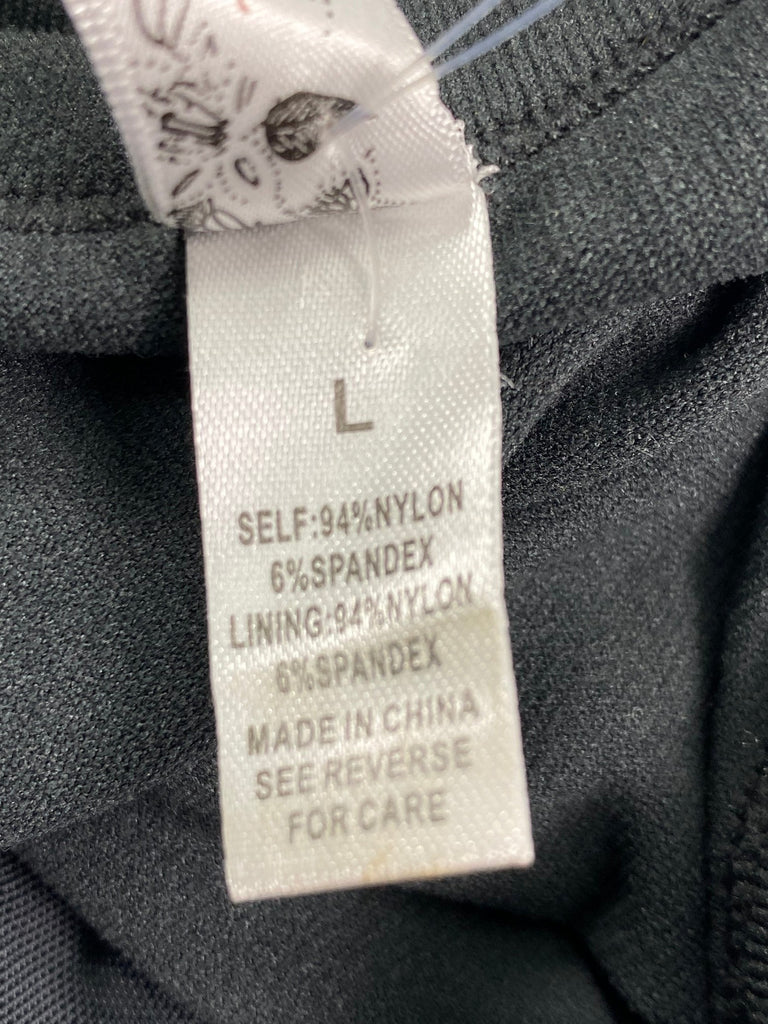 L
SELF:94%NYLON
6%SPANDEX
LINING:94%NYLON
6%SPANDEX
MADE IN CHINA
SEE REVERSE
FOR CARE